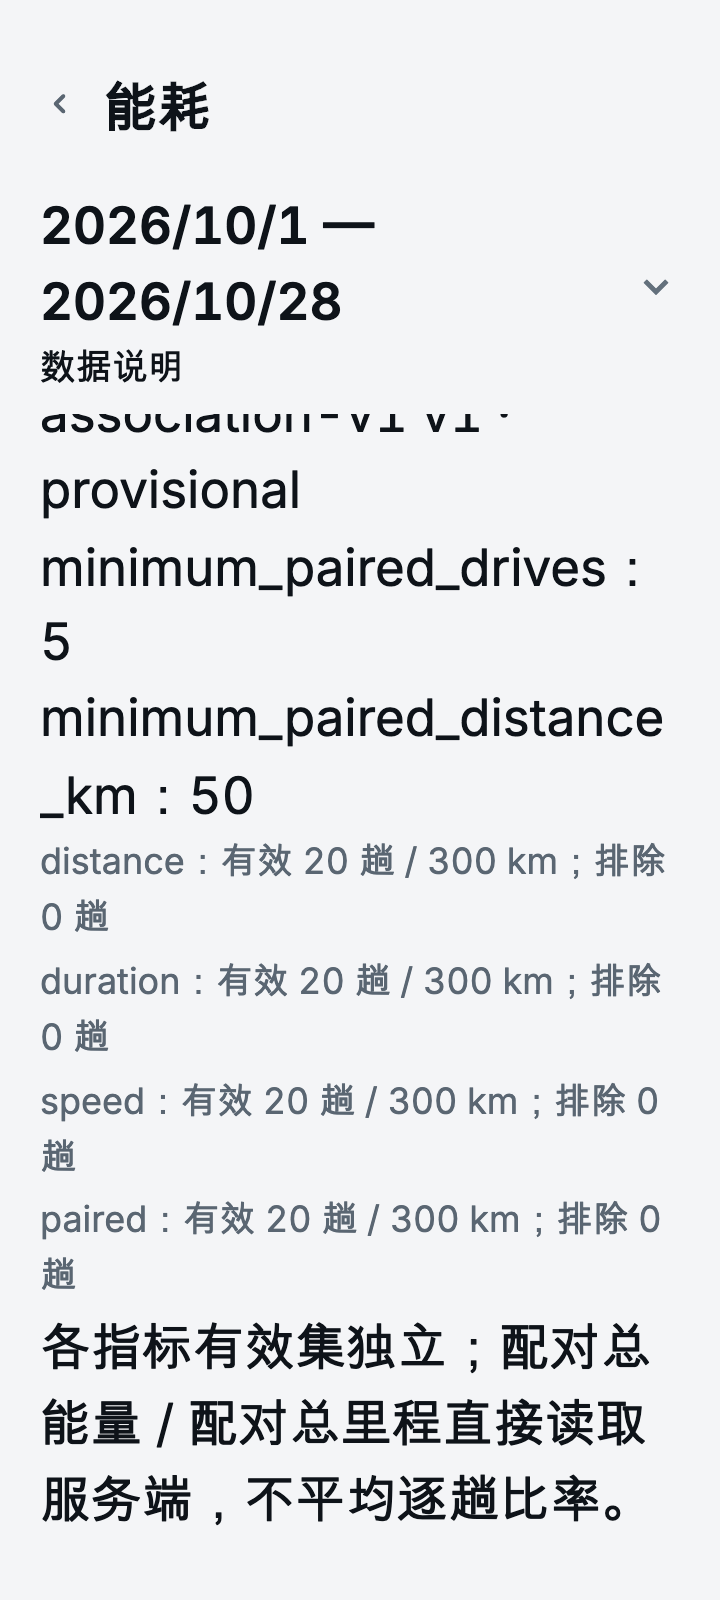 能耗
2026/10/1 —
2026/10/28
数据说明
association-v1 v1 ·
provisional
minimum_paired_drives：
5
minimum_paired_distance
_km：50
distance：有效 20 趟 / 300 km；排除
0 趟
duration：有效 20 趟 / 300 km；排除
0 趟
speed：有效 20 趟 / 300 km；排除 0
趟
paired：有效 20 趟 / 300 km；排除 0
趟
各指标有效集独立；配对总
能量 / 配对总里程直接读取
服务端，不平均逐趟比率。